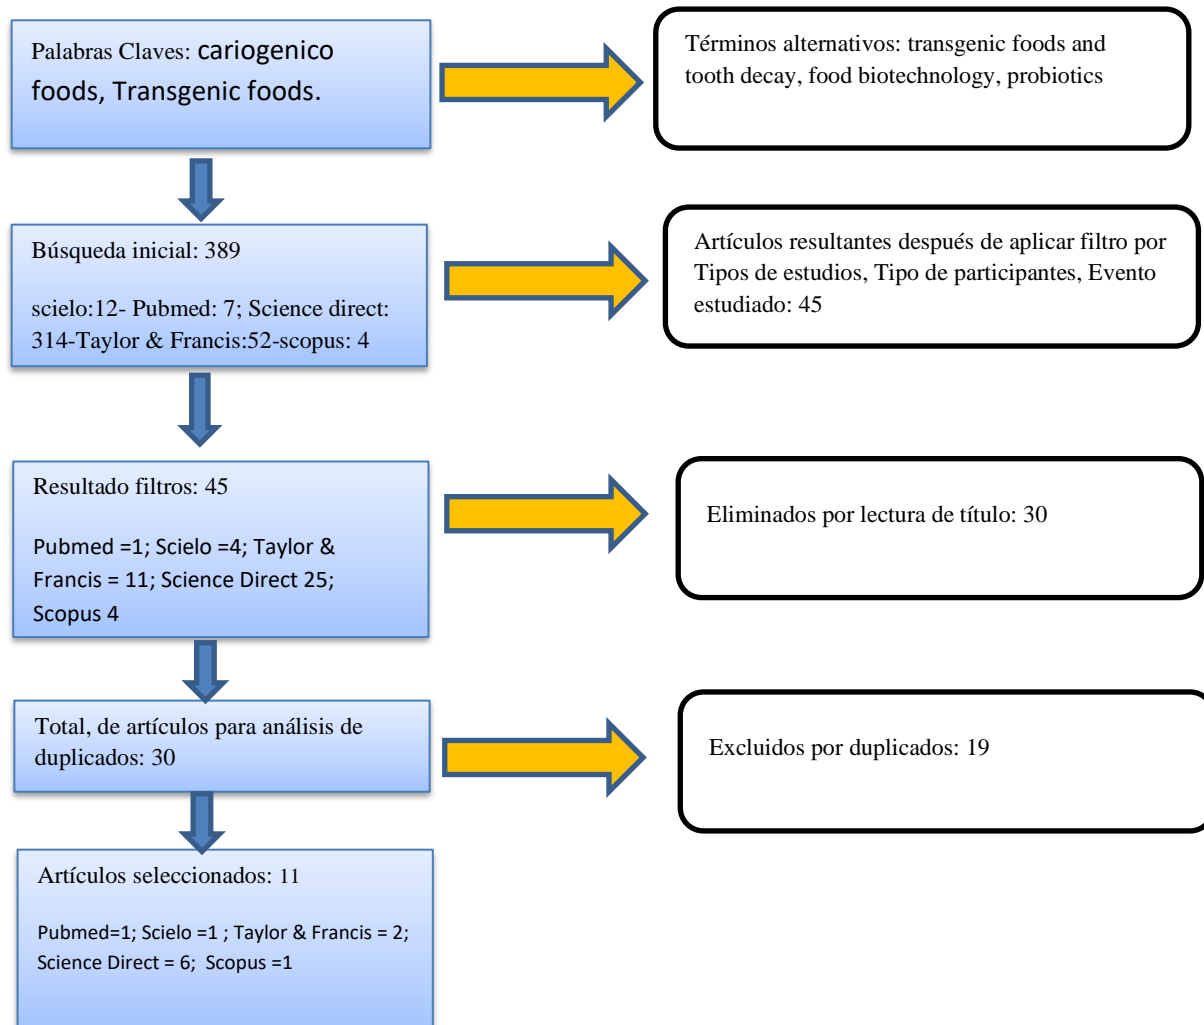 Palabras Claves: cariogenico
foods, Transgenic foods.
Términos alternativos: transgenic foods and
tooth decay, food biotechnology, probiotics
Búsqueda inicial: 389
scielo:12- Pubmed: 7; Science direct:
314-Taylor & Francis:52-scopus: 4
Artículos resultantes después de aplicar filtro por
Tipos de estudios, Tipo de participantes, Evento
estudiado: 45
Resultado filtros: 45
Pubmed =1; Scielo =4; Taylor &
Francis = 11; Science Direct 25;
Scopus 4
Eliminados por lectura de título: 30
Total, de artículos para análisis de
duplicados: 30
Excluidos por duplicados: 19
Artículos seleccionados: 11
Pubmed=1; Scielo =1 ; Taylor & Francis = 2;
Science Direct = 6; Scopus =1